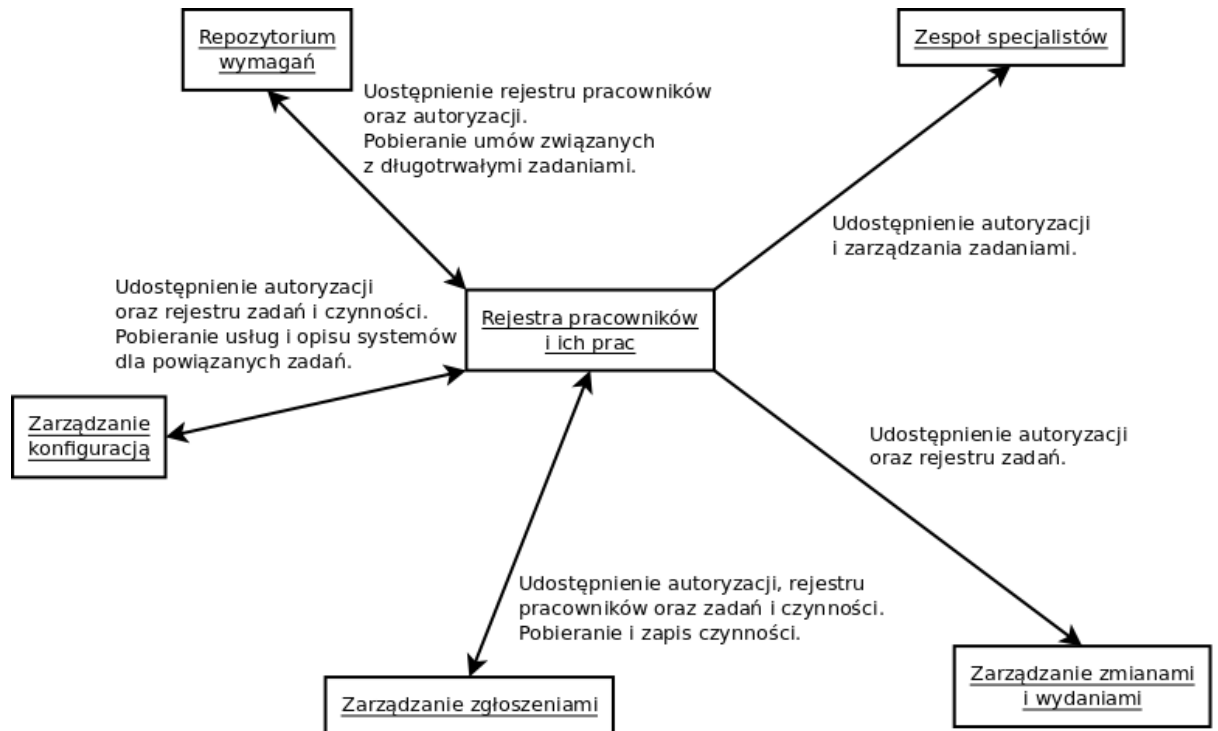 Repozytorium
wymagań
Zespoł specjalistów
Uostępnienie rejestru pracowników
oraz autoryzacji.
Pobieranie umów związanych
z długotrwałymi zadaniami.
Udostępnienie autoryzacji
i zarządzania zadaniami.
Udostępnienie autoryzacji
oraz rejestru zadań i czynności.
Pobieranie usług i opisu systemów
dla powiązanych zadań.
Rejestra pracowników
i ich prac
Zarządzanie
konfiguracją
Udostępnienie autoryzacji
oraz rejestru zadań.
Udostępnienie autoryzacji, rejestru
pracowników oraz zadań i czynności.
Pobieranie i zapis czynności.
Zarządzanie zgłoszeniami
Zarządzanie zmianami
i wydaniami